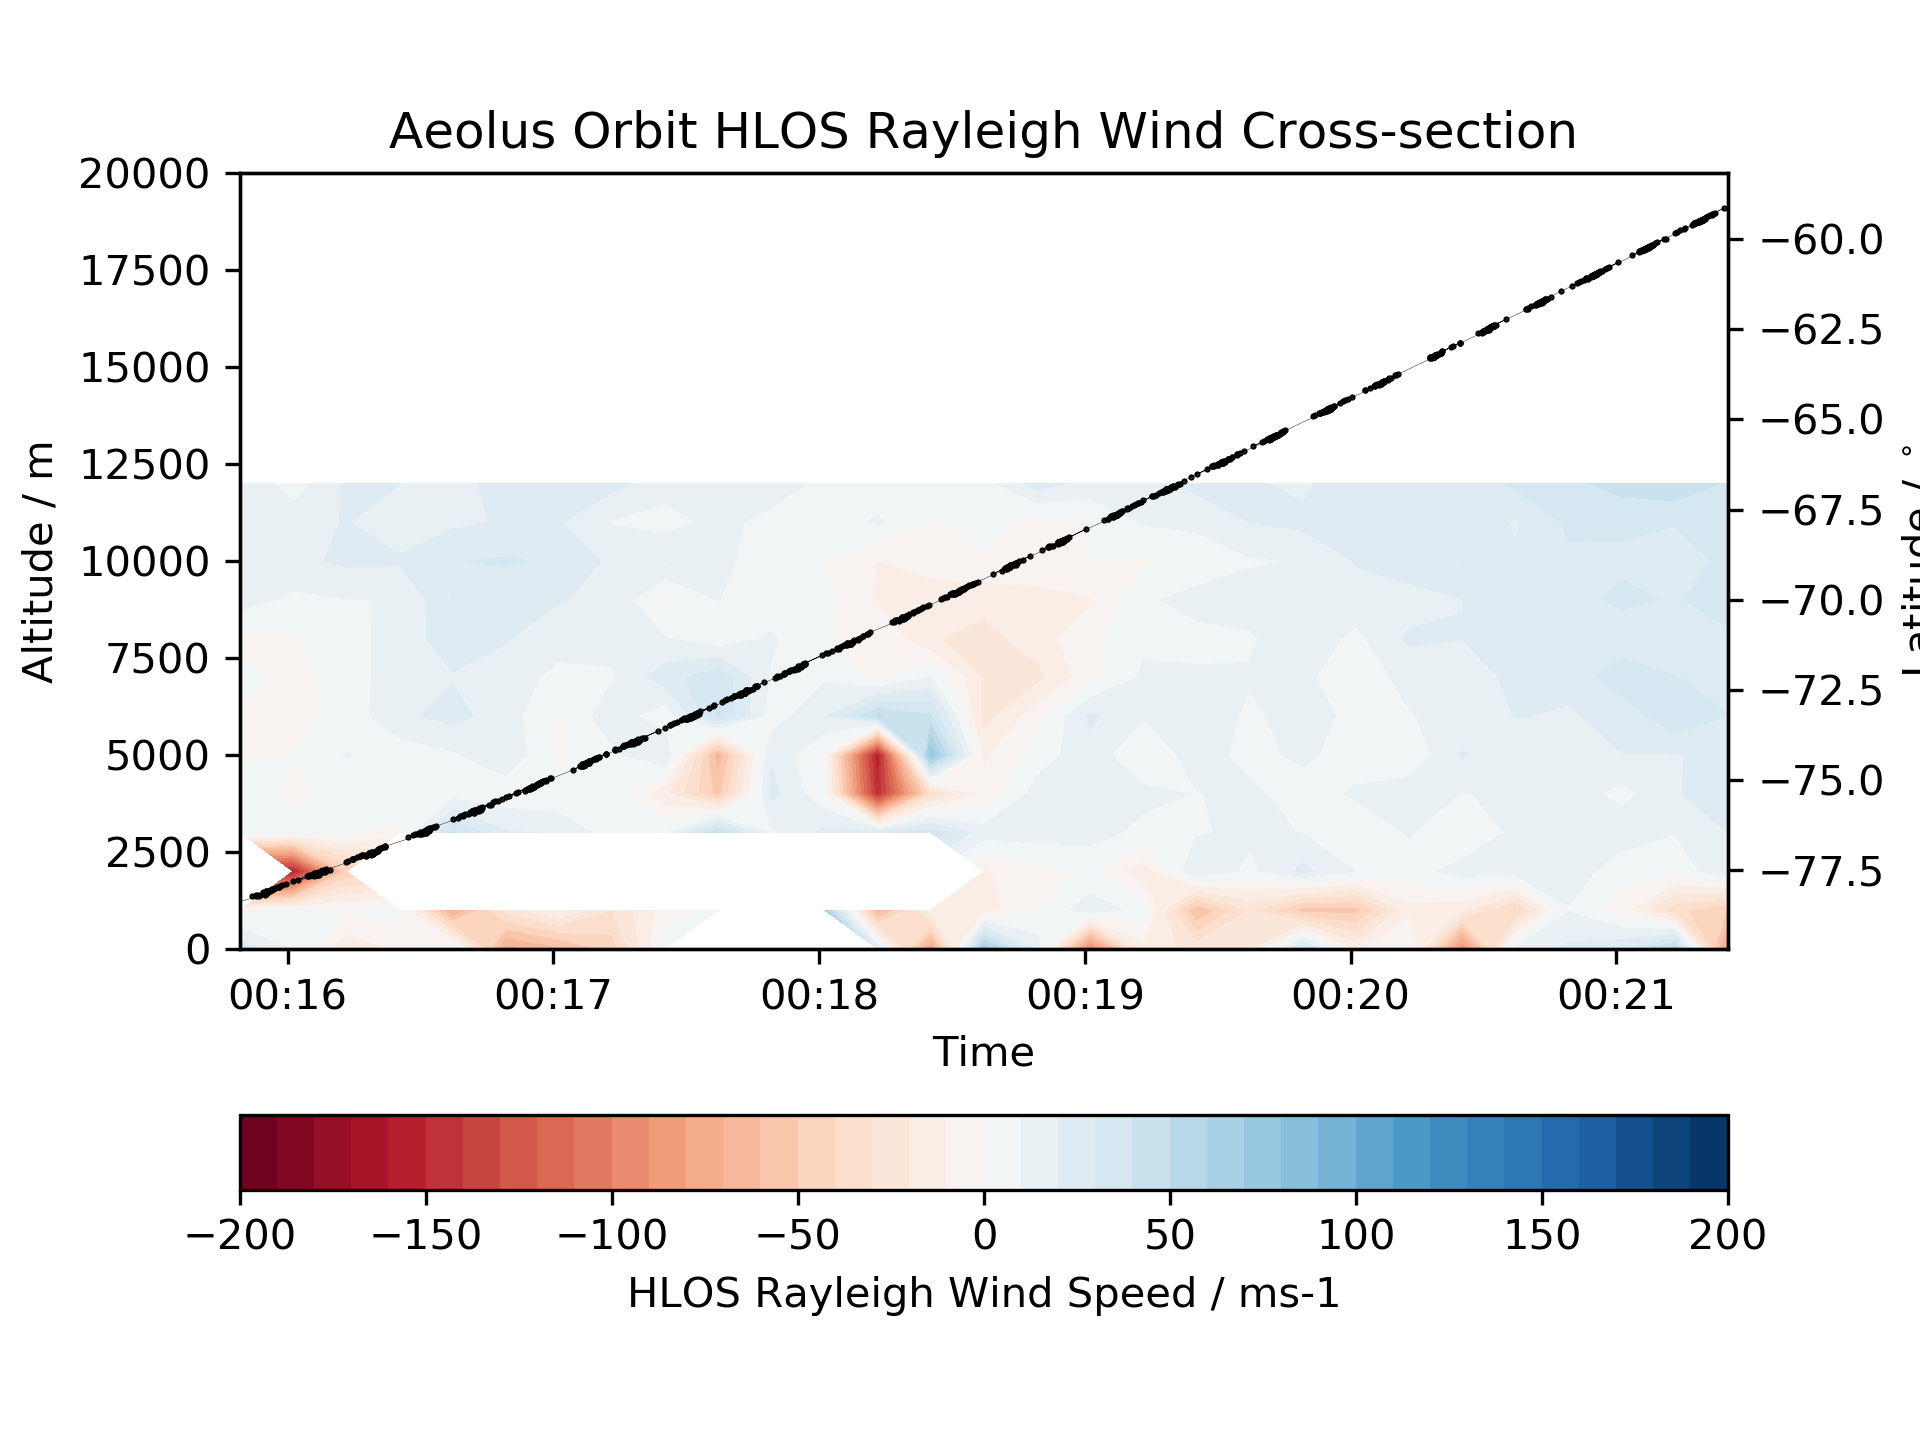 Aeolus Orbit HLOS Rayleigh Wind Cross-section
20000
17500
15000
12500
10000
7500
5000
2500
0
Altitude / m
−60.0
−62.5
−65.0
−67.5
−70.0
−72.5
−75.0
−77.5
Latitude / °
00:16 00:17 00:18 00:19 00:20 00:21
Time
−200 −150 −100 −50 0 50 100 150 200
HLOS Rayleigh Wind Speed / ms-1